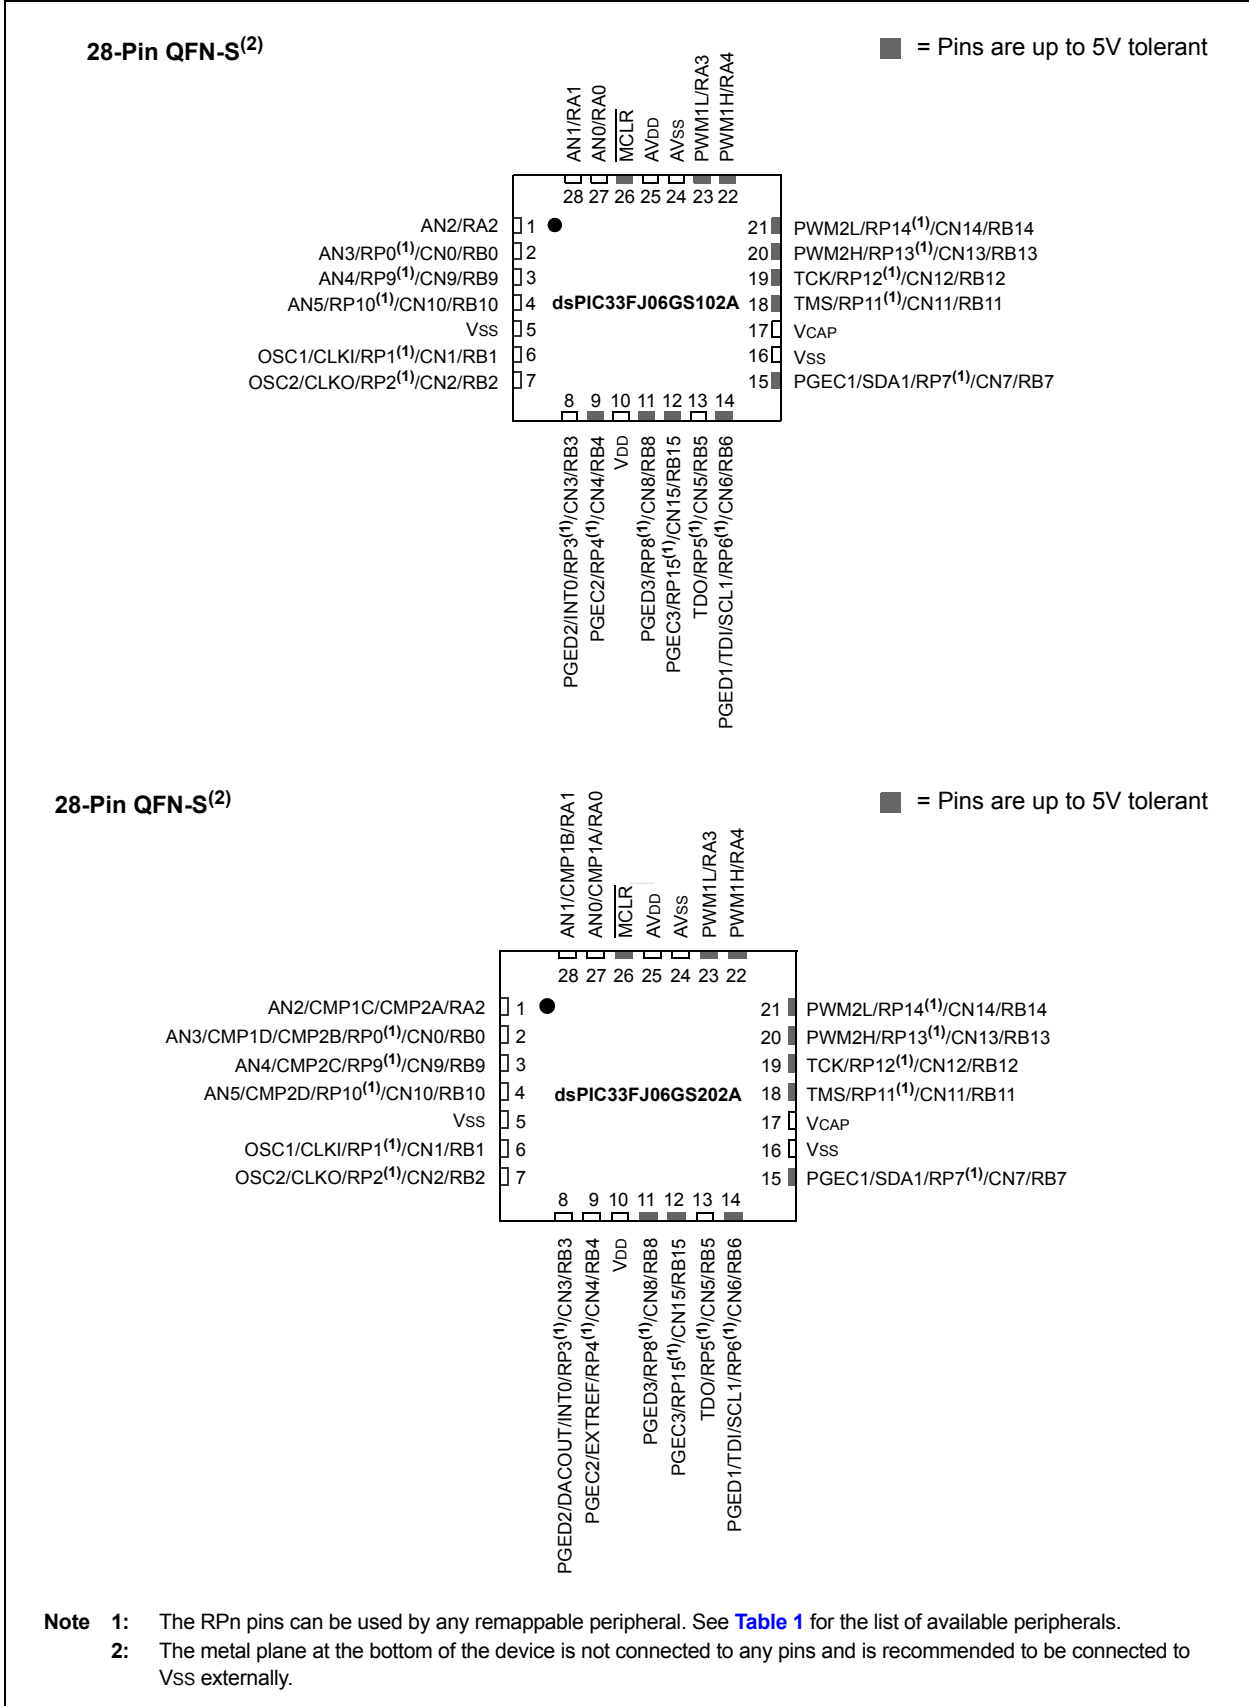 28-Pin QFN-S(2)
= Pins are up to 5V tolerant
AN1/RA1
AN0/RA0
MCLR
AVDD
AVSS
PWM1L/RA3
PWM1H/RA4
28 27 26 25 24 23 22
AN2/RA2 1
AN3/RP0(1)/CN0/RB0 2
AN4/RP9(1)/CN9/RB9 3
AN5/RP10(1)/CN10/RB10 4
VSS 5
OSC1/CLKI/RP1(1)/CN1/RB1 6
OSC2/CLKO/RP2(1)/CN2/RB2 7
dsPIC33FJ06GS102A
21 PWM2L/RP14(1)/CN14/RB14
20 PWM2H/RP13(1)/CN13/RB13
19 TCK/RP12(1)/CN12/RB12
18 TMS/RP11(1)/CN11/RB11
17 VCAP
16 VSS
15 PGEC1/SDA1/RP7(1)/CN7/RB7
8 9 10 11 12 13 14
PGED2/INT0/RP3(1)/CN3/RB3
PGEC2/RP4(1)/CN4/RB4
VDD
PGED3/RP8(1)/CN8/RB8
PGEC3/RP15(1)/CN15/RB15
TDO/RP5(1)/CN5/RB5
PGED1/TDI/SCL1/RP6(1)/CN6/RB6
28-Pin QFN-S(2)
= Pins are up to 5V tolerant
AN1/CMP1B/RA1
AN0/CMP1A/RA0
MCLR
AVDD
AVSS
PWM1L/RA3
PWM1H/RA4
28 27 26 25 24 23 22
AN2/CMP1C/CMP2A/RA2 1
AN3/CMP1D/CMP2B/RP0(1)/CN0/RB0 2
AN4/CMP2C/RP9(1)/CN9/RB9 3
AN5/CMP2D/RP10(1)/CN10/RB10 4
VSS 5
OSC1/CLKI/RP1(1)/CN1/RB1 6
OSC2/CLKO/RP2(1)/CN2/RB2 7
dsPIC33FJ06GS202A
21 PWM2L/RP14(1)/CN14/RB14
20 PWM2H/RP13(1)/CN13/RB13
19 TCK/RP12(1)/CN12/RB12
18 TMS/RP11(1)/CN11/RB11
17 VCAP
16 VSS
15 PGEC1/SDA1/RP7(1)/CN7/RB7
8 9 10 11 12 13 14
PGED2/DACOUT/INT0/RP3(1)/CN3/RB3
PGEC2/EXTREF/RP4(1)/CN4/RB4
VDD
PGED3/RP8(1)/CN8/RB8
PGEC3/RP15(1)/CN15/RB15
TDO/RP5(1)/CN5/RB5
PGED1/TDI/SCL1/RP6(1)/CN6/RB6
Note 1: The RPn pins can be used by any remappable peripheral. See Table 1 for the list of available peripherals.
2: The metal plane at the bottom of the device is not connected to any pins and is recommended to be connected to
VSS externally.